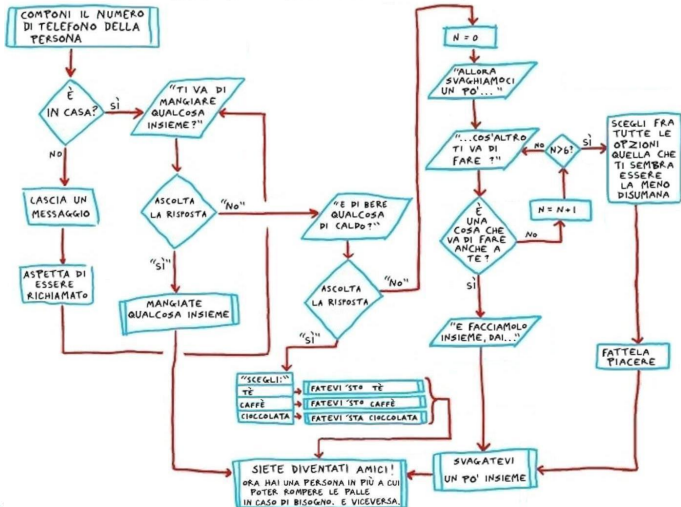 COMPONI IL NUMERO
DI TELEFONO DELLA
PERSONA
È
IN CASA?
SÌ
NO
LASCIA UN
MESSAGGIO
ASPETTA DI
ESSERE
RICHIAMATO
"TI VA DI
MANGIARE
QUALCOSA
INSIEME?"
ASCOLTA
LA RISPOSTA
"NO"
"SÌ"
MANGIATE
QUALCOSA INSIEME
"E DI BERE
QUALCOSA
DI CALDO?"
ASCOLTA
LA RISPOSTA
"NO"
"SÌ"
"SCEGLI:"
TÈ
FATEVI 'STO TÈ
CAFFÈ
FATEVI 'STO CAFFÈ
CIOCCOLATA
FATEVI 'STA CIOCCOLATA
N = 0
"ALLORA
SVAGHIAMOCI
UN PO'..."
"...COS'ALTRO
TI VA DI
FARE ?"
È
UNA
COSA CHE
VA DI FARE
ANCHE A
TE?
NO
SÌ
N = N+1
N>6?
NO
SÌ
SCEGLI FRA
TUTTE LE
OPZIONI
QUELLA CHE
TI SEMBRA
ESSERE
LA MENO
DISUMANA
FATTELA
PIACERE
"E FACCIAMOLO
INSIEME, DAI..."
SVAGATEVI
UN PO' INSIEME
SIETE DIVENTATI AMICI!
ORA HAI UNA PERSONA IN PIÙ A CUI
POTER ROMPERE LE PALLE
IN CASO DI BISOGNO. E VICEVERSA.